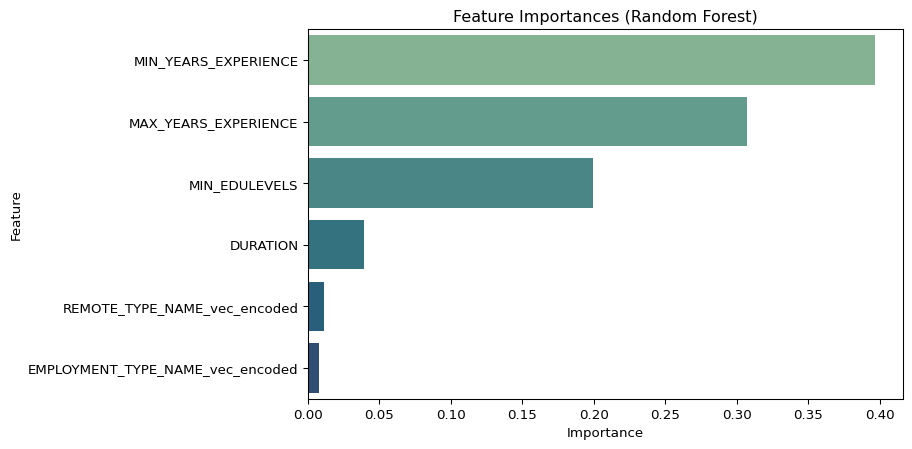 Feature Importances (Random Forest)
MIN_YEARS_EXPERIENCE
MAX_YEARS_EXPERIENCE
MIN_EDULEVELS
DURATION
REMOTE_TYPE_NAME_vec_encoded
EMPLOYMENT_TYPE_NAME_vec_encoded
Feature
0.00 0.05 0.10 0.15 0.20 0.25 0.30 0.35 0.40
Importance